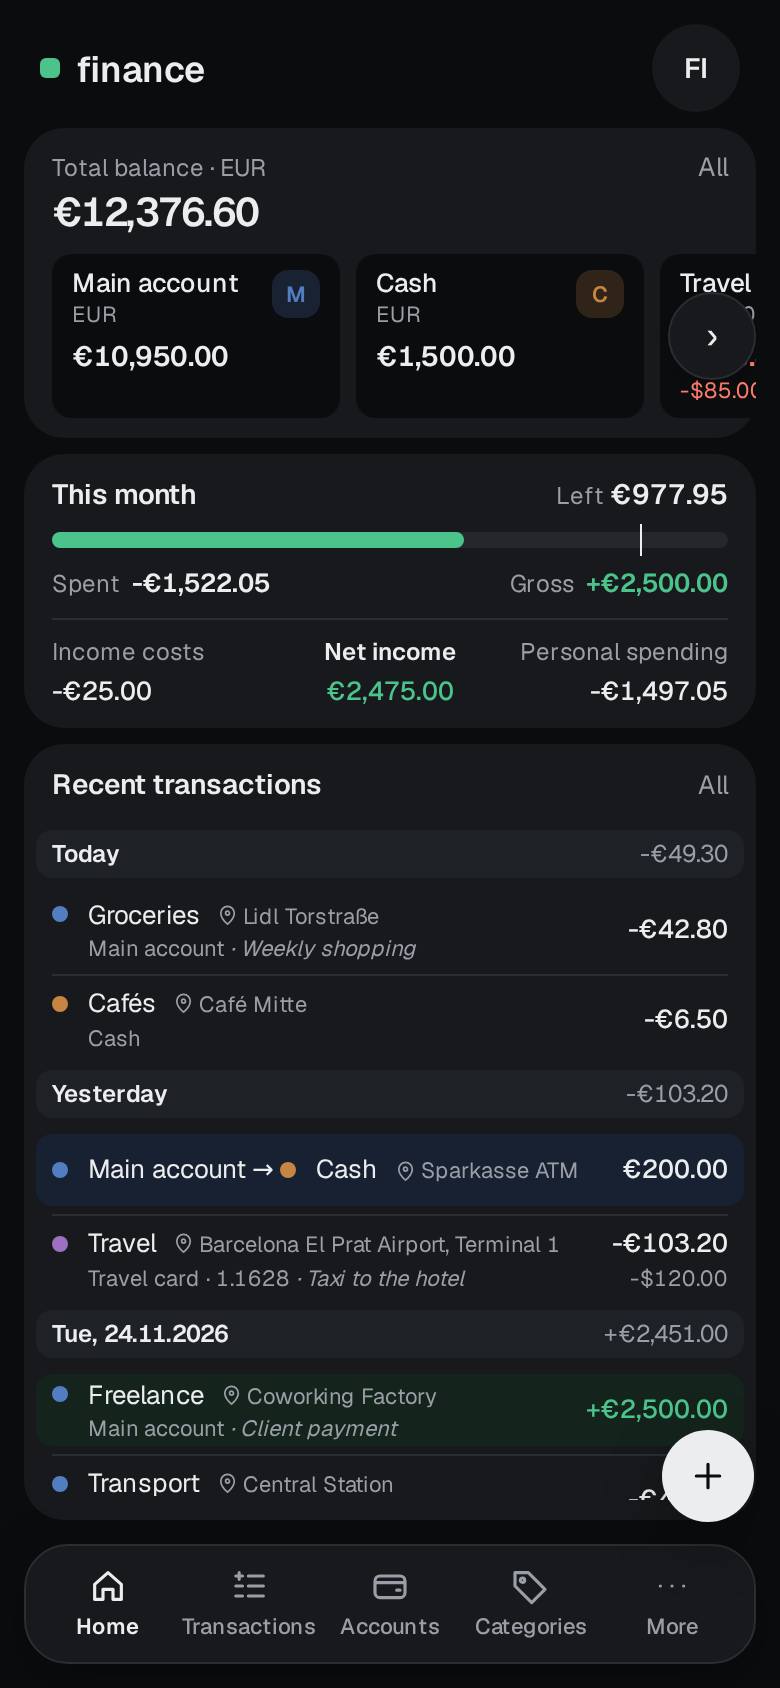 finance
FI
Total balance · EUR
All
€12,376.60
Main account
M
EUR
€10,950.00
Cash
C
EUR
€1,500.00
Travel
›
-$85.00
This month
Left €977.95
Spent -€1,522.05
Gross +€2,500.00
Income costs
-€25.00
Net income
€2,475.00
Personal spending
-€1,497.05
Recent transactions
All
Today
-€49.30
Groceries Lidl Torstraße
Main account · Weekly shopping
-€42.80
Cafés Café Mitte
Cash
-€6.50
Yesterday
-€103.20
Main account → Cash Sparkasse ATM
€200.00
Travel Barcelona El Prat Airport, Terminal 1
-€103.20
Travel card · 1.1628 · Taxi to the hotel
-$120.00
Tue, 24.11.2026
+€2,451.00
Freelance Coworking Factory
Main account · Client payment
+€2,500.00
Transport Central Station
+
Home
Transactions
Accounts
Categories
More